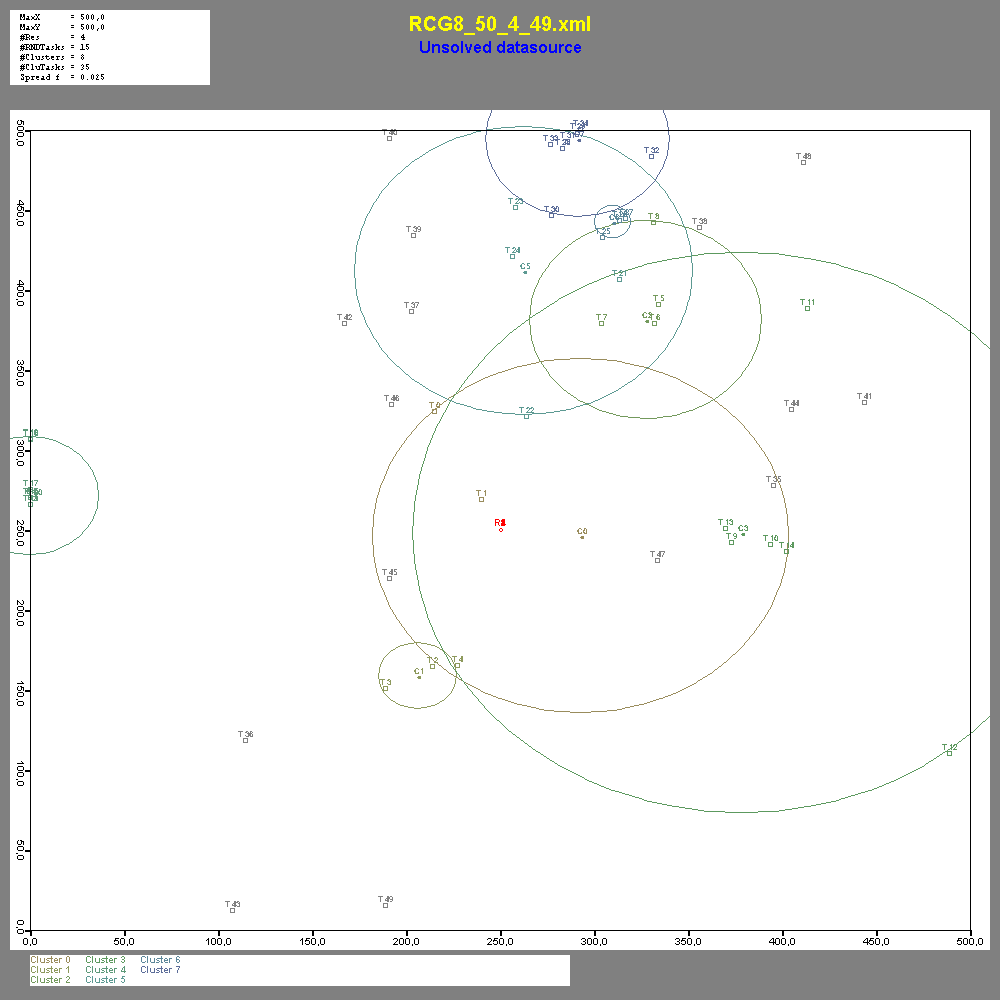 MaxX = 500,0
MaxY = 500,0
#Res = 4
#RNDTasks = 15
#Clusters = 8
#CluTasks = 35
Spread f = 0.025
RCG8_50_4_49.xml
Unsolved datasource
500,0
450,0
400,0
350,0
300,0
250,0
200,0
150,0
100,0
50,0
0,0
T 40
T 33
T 32
T 48
T 23
T 30
T 8
T 38
T 39
T 25
T 24
C5
T 21
T 37
T 5
T 11
T 42
T 7
T 6
T 46
T 0
T 22
T 44
T 41
T 17
T 1
T 35
C0
T 13
C3
T 9
T 10
T 14
T 47
T 45
T 2
T 4
C1
T 3
T 36
T 12
T 43
T 49
0,0 50,0 100,0 150,0 200,0 250,0 300,0 350,0 400,0 450,0 500,0
Cluster 0 Cluster 3 Cluster 6
Cluster 1 Cluster 4 Cluster 7
Cluster 2 Cluster 5